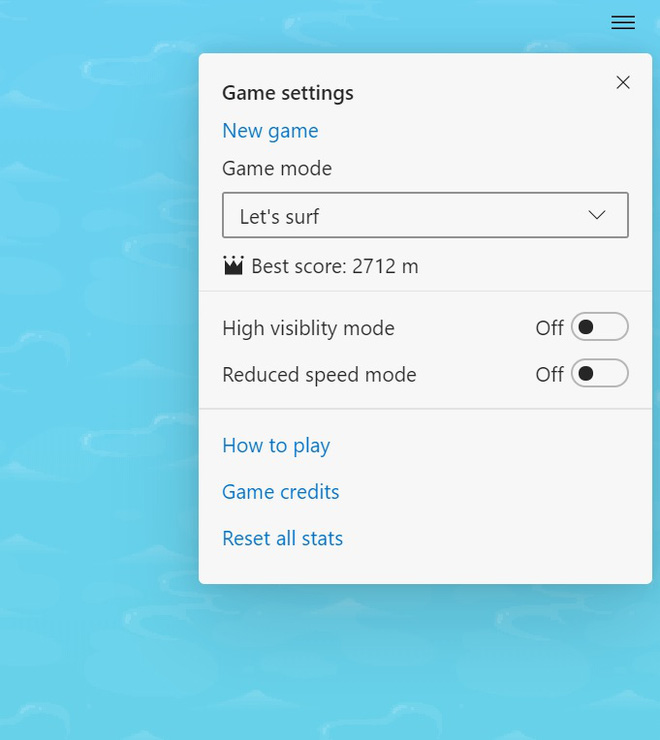 Game settings
New game
Game mode
Let's surf
Best score: 2712 m
High visiblity mode
Off
Reduced speed mode
Off
How to play
Game credits
Reset all stats